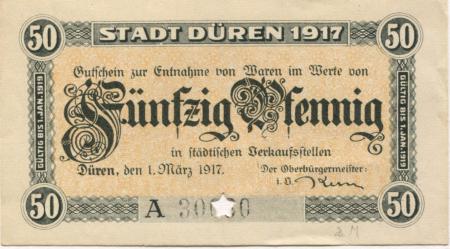 50 STADT DÜREN 1917 50
Gutschein zur Entnahme von Waren im Werte von
Fünfzig Pfennig
in städtischen Verkaufsstellen
Düren, den 1. März 1917. Der Oberbürgermeister:
i.V.
GÜLTIG BIS 1. JAN. 1919
GÜLTIG BIS 1. JAN. 1919
50 A 50